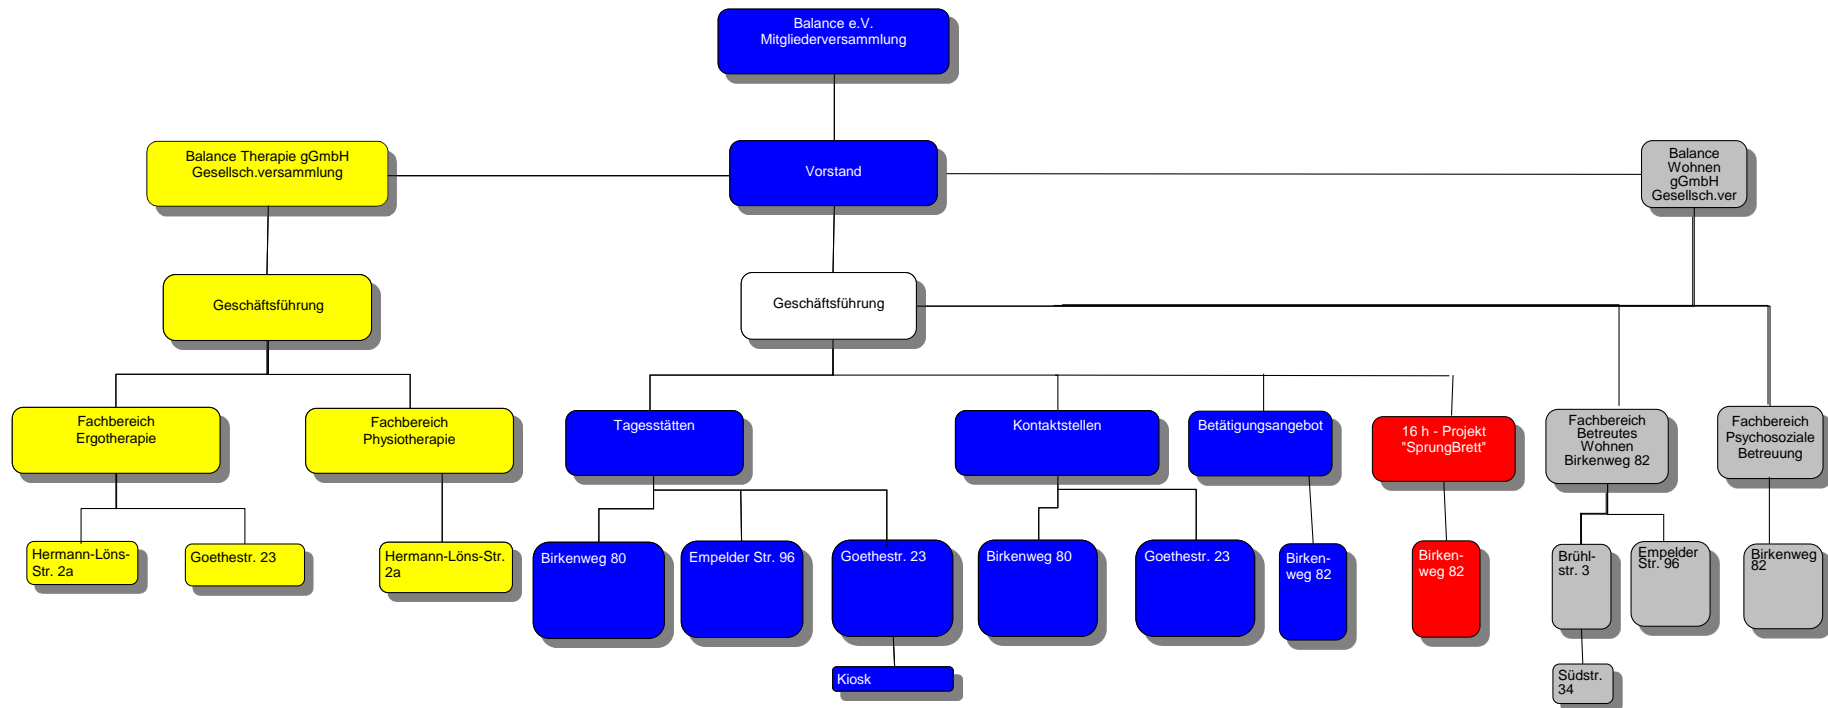 Balance e.V.
Mitgliederversammlung
Balance Therapie gGmbH
Gesellsch.versammlung
Vorstand
Balance
Wohnen
gGmbH
Gesellsch.ver
Geschäftsführung
Geschäftsführung
Fachbereich
Ergotherapie
Fachbereich
Physiotherapie
Tagesstätten
Kontaktstellen
Betätigungsangebot
16 h - Projekt
"SprungBrett"
Fachbereich
Betreutes
Wohnen
Birkenweg 82
Fachbereich
Psychosoziale
Betreuung
Hermann-Löns-
Str. 2a
Goethestr. 23
Hermann-Löns-Str.
2a
Birkenweg 80
Empelder Str. 96
Goethestr. 23
Birkenweg 80
Goethestr. 23
Birken-
weg 82
Birken-
weg 82
Brühl-
str. 3
Empelder
Str. 96
Birkenweg
82
Kiosk
Südstr.
34